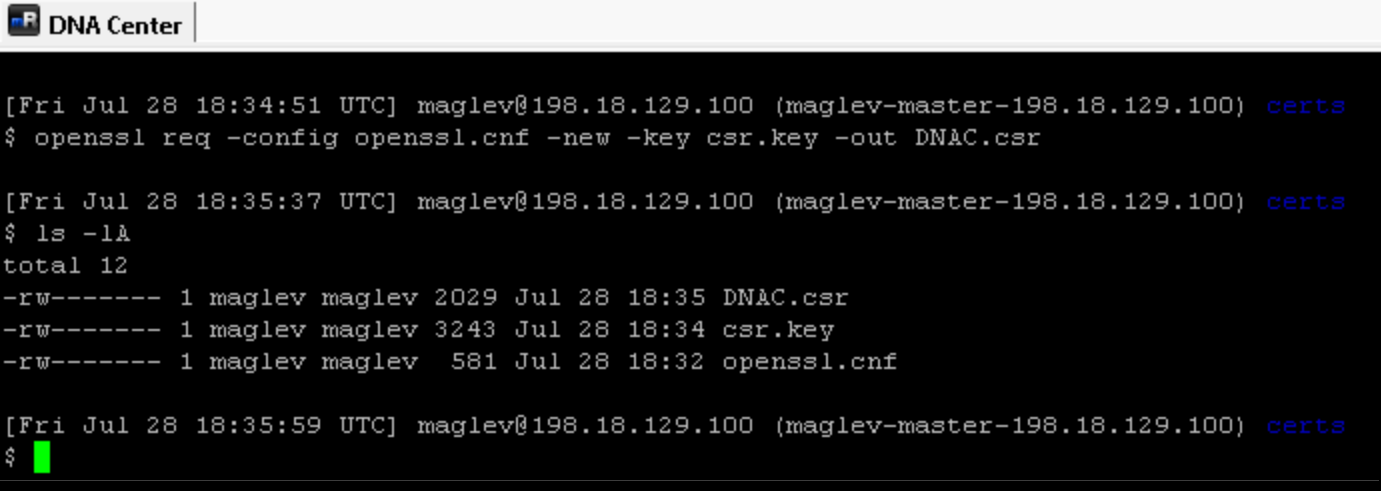 DNA Center
[Fri Jul 28 18:34:51 UTC] maglev@198.18.129.100 (maglev-master-198.18.129.100) certs
$ openssl req -config openssl.cnf -new -key csr.key -out DNAC.csr
[Fri Jul 28 18:35:37 UTC] maglev@198.18.129.100 (maglev-master-198.18.129.100) certs
$ ls -lA
total 12
-rw------- 1 maglev maglev 2029 Jul 28 18:35 DNAC.csr
-rw------- 1 maglev maglev 3243 Jul 28 18:34 csr.key
-rw------- 1 maglev maglev  581 Jul 28 18:32 openssl.cnf
[Fri Jul 28 18:35:59 UTC] maglev@198.18.129.100 (maglev-master-198.18.129.100) certs
$